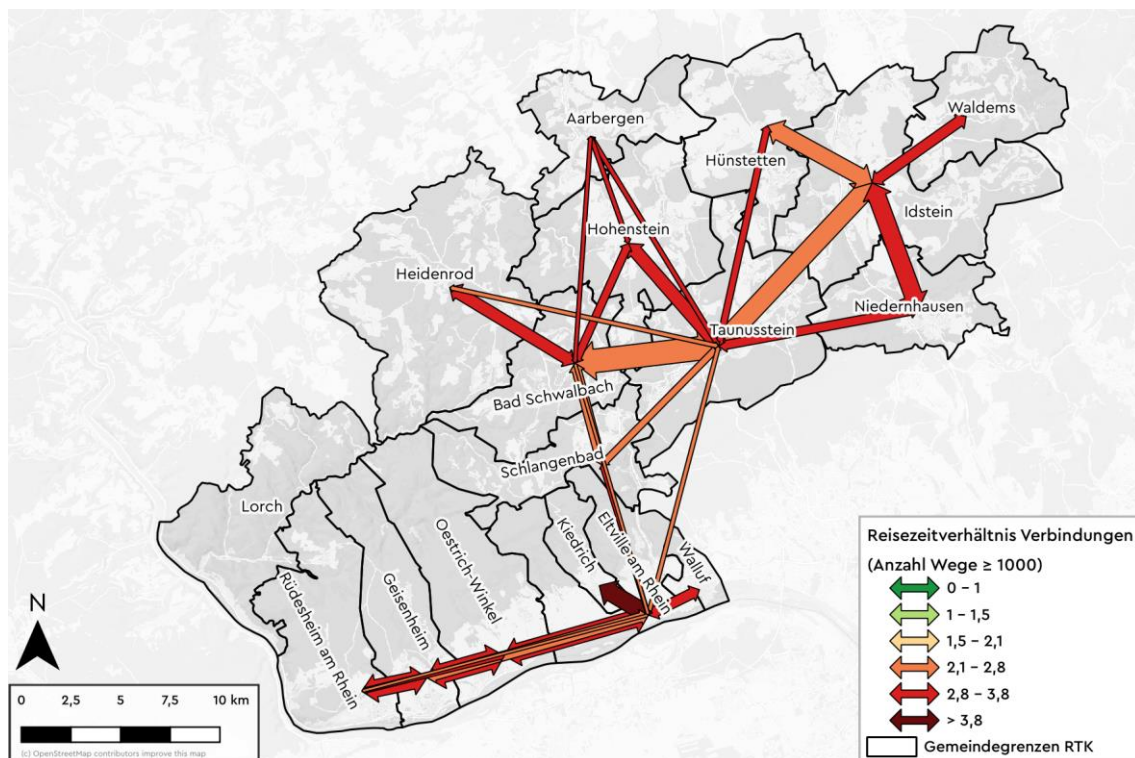 Aarbergen
Waldems
Hünstetten
Idstein
Hohenstein
Heidenrod
Niedernhausen
Taunusstein
Bad Schwalbach
Schlangenbad
Lorch
Rüdesheim am Rhein
Geisenheim
Oestrich-Winkel
Kiedrich
Eltville am Rhein
Walluf
N
0 2,5 5 7,5 10 km
(c) OpenStreetMap contributors improve this map
Reisezeitverhältnis Verbindungen
(Anzahl Wege ≥ 1000)
0 – 1
1 – 1,5
1,5 – 2,1
2,1 – 2,8
2,8 – 3,8
> 3,8
Gemeindegrenzen RTK